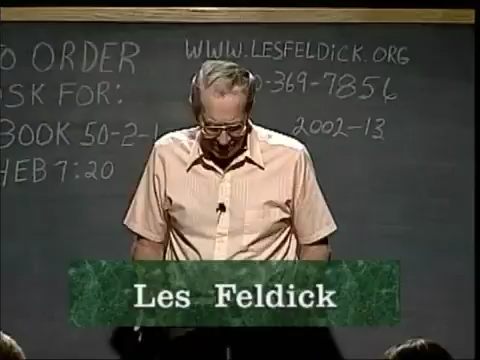 O ORDER
WWW.LESFELDICK.ORG
SK FOR:
-369-7856
BOOK 50-2-1
2002-13
HEB 7:20
Les Feldick